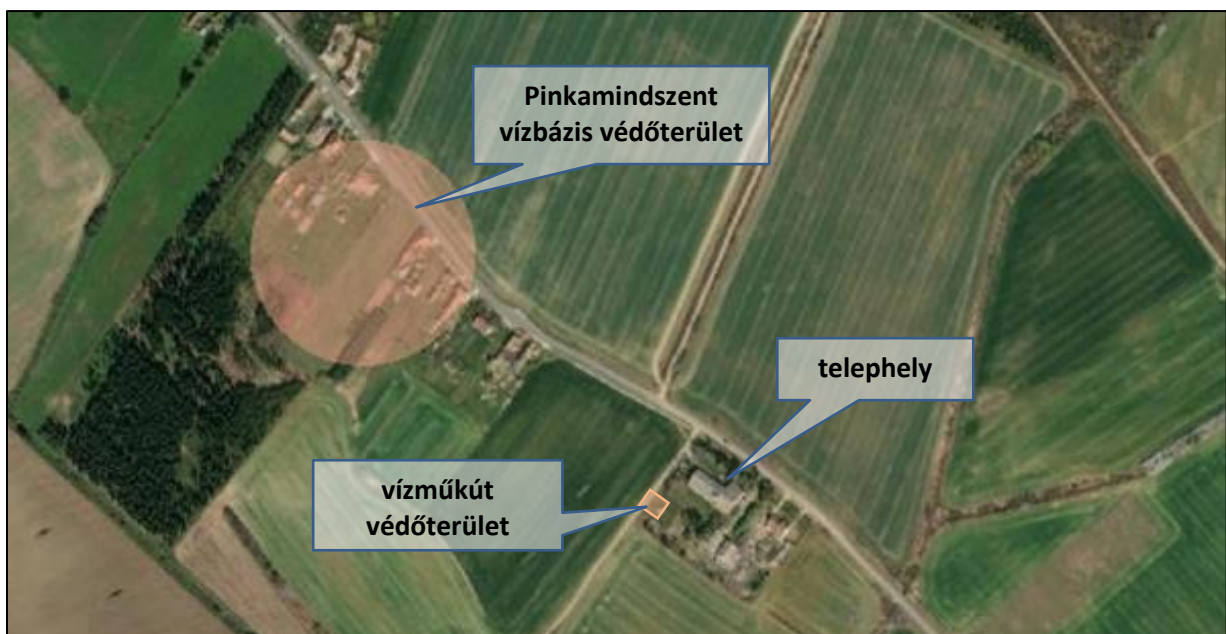 Pinkamindszent
vízbázis védőterület
telephely
vízműkút
védőterület